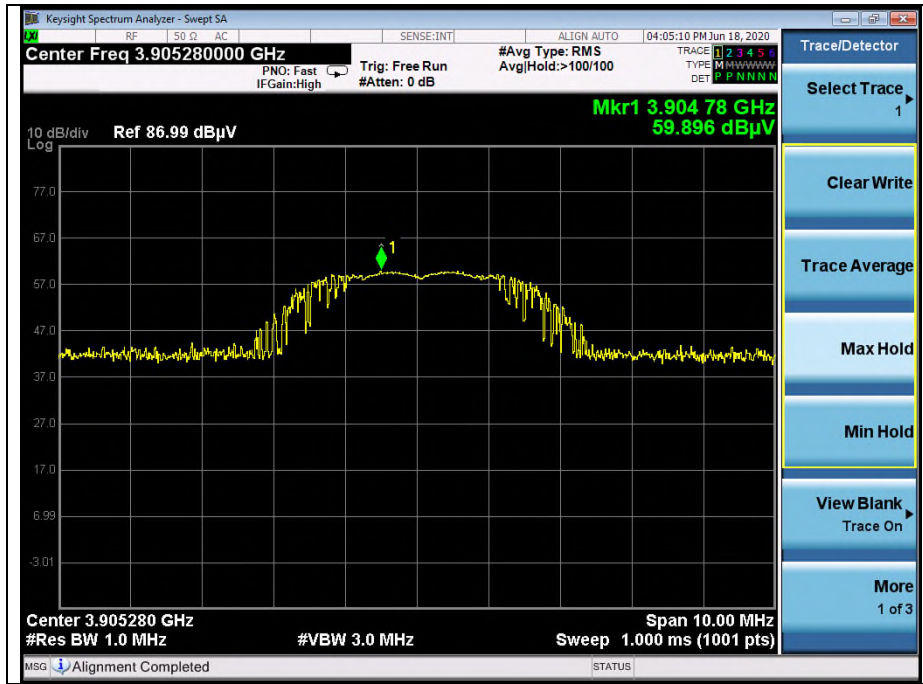 Keysight Spectrum Analyzer - Swept SA
LXI RF 50 Ω AC SENSE:INT ALIGN AUTO 04:05:10 PM Jun 18, 2020
Center Freq 3.905280000 GHz
PNO: Fast
IFGain:High
Trig: Free Run
#Atten: 0 dB
#Avg Type: RMS
Avg|Hold:>100/100
TRACE 1 2 3 4 5 6
TYPE M M W W W W
DET P P N N N N
Mkr1 3.904 78 GHz
59.896 dBµV
10 dB/div Ref 86.99 dBµV
Log
77.0
67.0
1
57.0
47.0
37.0
27.0
17.0
6.99
-3.01
Center 3.905280 GHz Span 10.00 MHz
#Res BW 1.0 MHz #VBW 3.0 MHz Sweep 1.000 ms (1001 pts)
MSG Alignment Completed STATUS
Trace/Detector
Select Trace
1
Clear Write
Trace Average
Max Hold
Min Hold
View Blank
Trace On
More
1 of 3